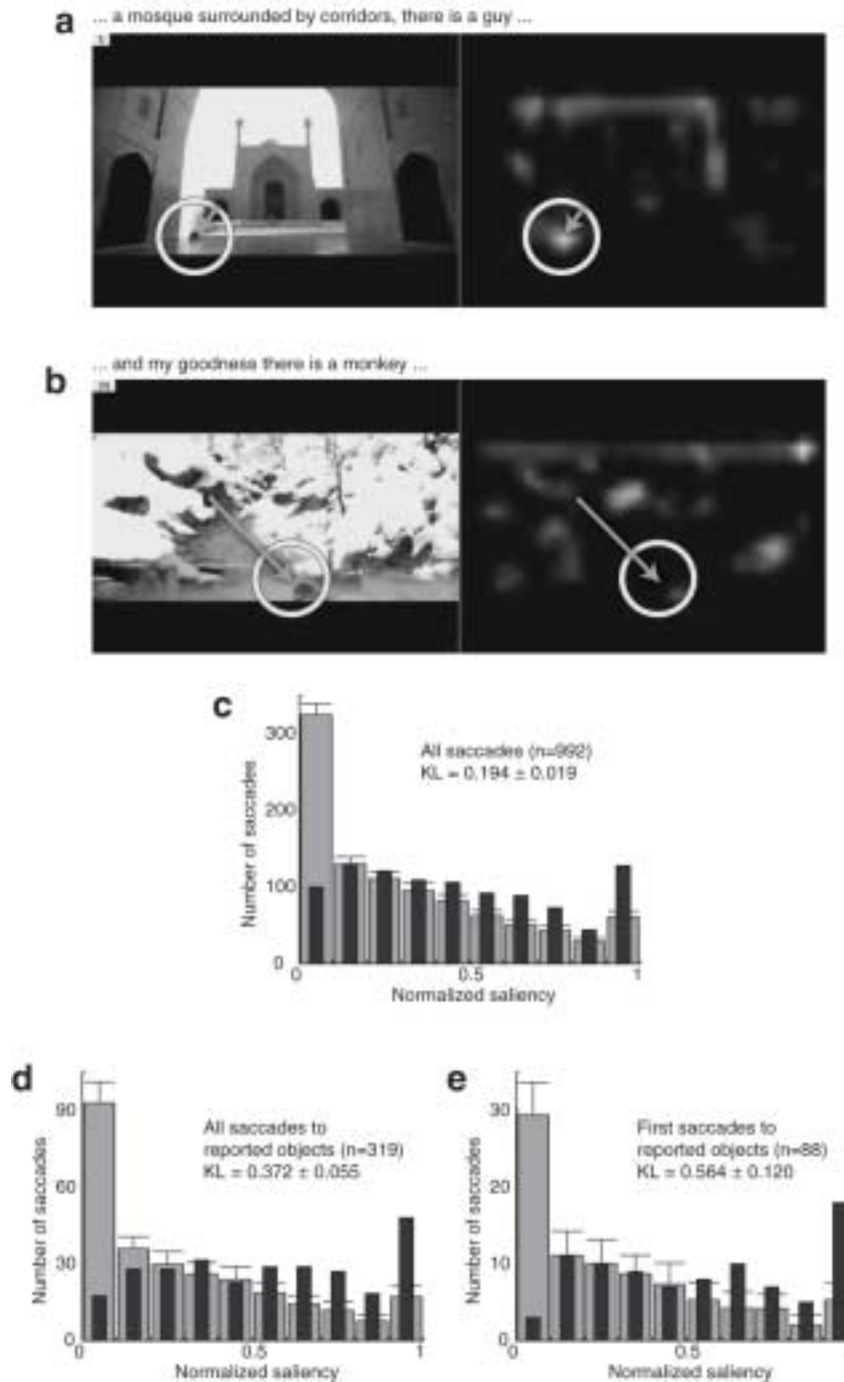 a
... a mosque surrounded by corridors, there is a guy ...
b
... and my goodness there is a monkey ...
c
All saccades (n=992)
KL = 0.194 ± 0.019
Number of saccades
300
200
100
0
0
0.5
1
Normalized saliency
d
All saccades to
reported objects (n=319)
KL = 0.372 ± 0.055
Number of saccades
90
60
30
0
0
0.5
1
Normalized saliency
e
First saccades to
reported objects (n=88)
KL = 0.564 ± 0.120
Number of saccades
30
20
10
0
0
0.5
Normalized saliency